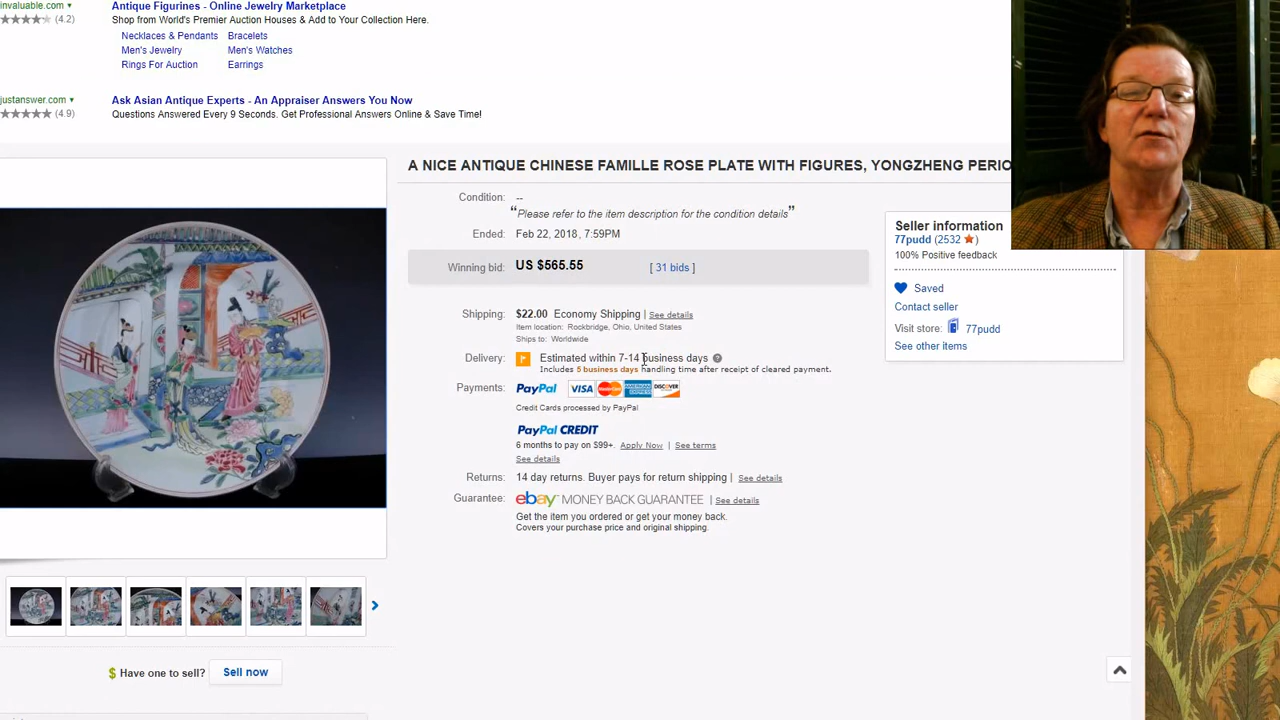 invaluable.com ▾
(4.2)
Antique Figurines - Online Jewelry Marketplace
Shop from World's Premier Auction Houses & Add to Your Collection Here.
Necklaces & Pendants Bracelets
Men's Jewelry Men's Watches
Rings For Auction Earrings
justanswer.com ▾
(4.9)
Ask Asian Antique Experts - An Appraiser Answers You Now
Questions Answered Every 9 Seconds. Get Professional Answers Online & Save Time!
A NICE ANTIQUE CHINESE FAMILLE ROSE PLATE WITH FIGURES, YONGZHENG PERIO
Condition: --
"Please refer to the item description for the condition details"
Ended: Feb 22, 2018 , 7:59PM
Winning bid: US $565.55 [ 31 bids ]
Shipping: $22.00 Economy Shipping | See details
Item location: Rockbridge, Ohio, United States
Ships to: Worldwide
Delivery: Estimated within 7-14 business days
Includes 5 business days handling time after receipt of cleared payment.
Payments: PayPal VISA MasterCard AMERICAN EXPRESS DISCOVER
Credit Cards processed by PayPal
PayPal CREDIT
6 months to pay on $99+. Apply Now | See terms
See details
Returns: 14 day returns. Buyer pays for return shipping | See details
Guarantee: ebay MONEY BACK GUARANTEE | See details
Get the item you ordered or get your money back.
Covers your purchase price and original shipping.
Seller information
77pudd (2532 )
100% Positive feedback
Saved
Contact seller
Visit store: 77pudd
See other items
$ Have one to sell? Sell now